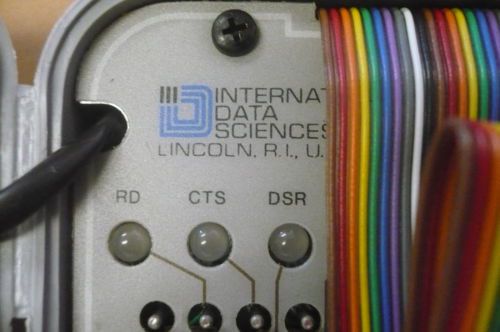 INTERNAT
DATA
SCIENCES
LINCOLN, R.I., U.
RD CTS DSR